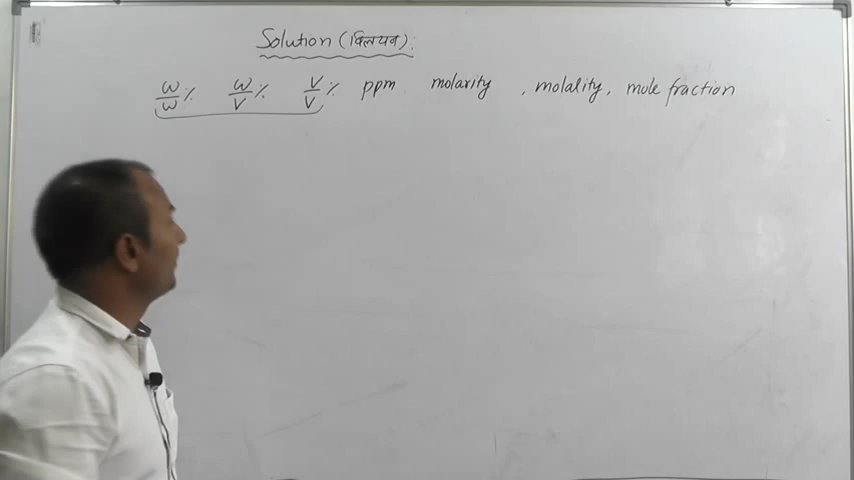 Solution (विलयन):
w/w % w/v % v/v % ppm. molarity , molality, mole fraction